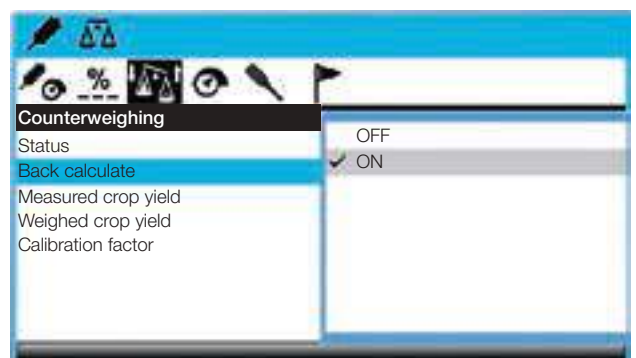 %
Counterweighing
Status
Back calculate
Measured crop yield
Weighed crop yield
Calibration factor
OFF
ON